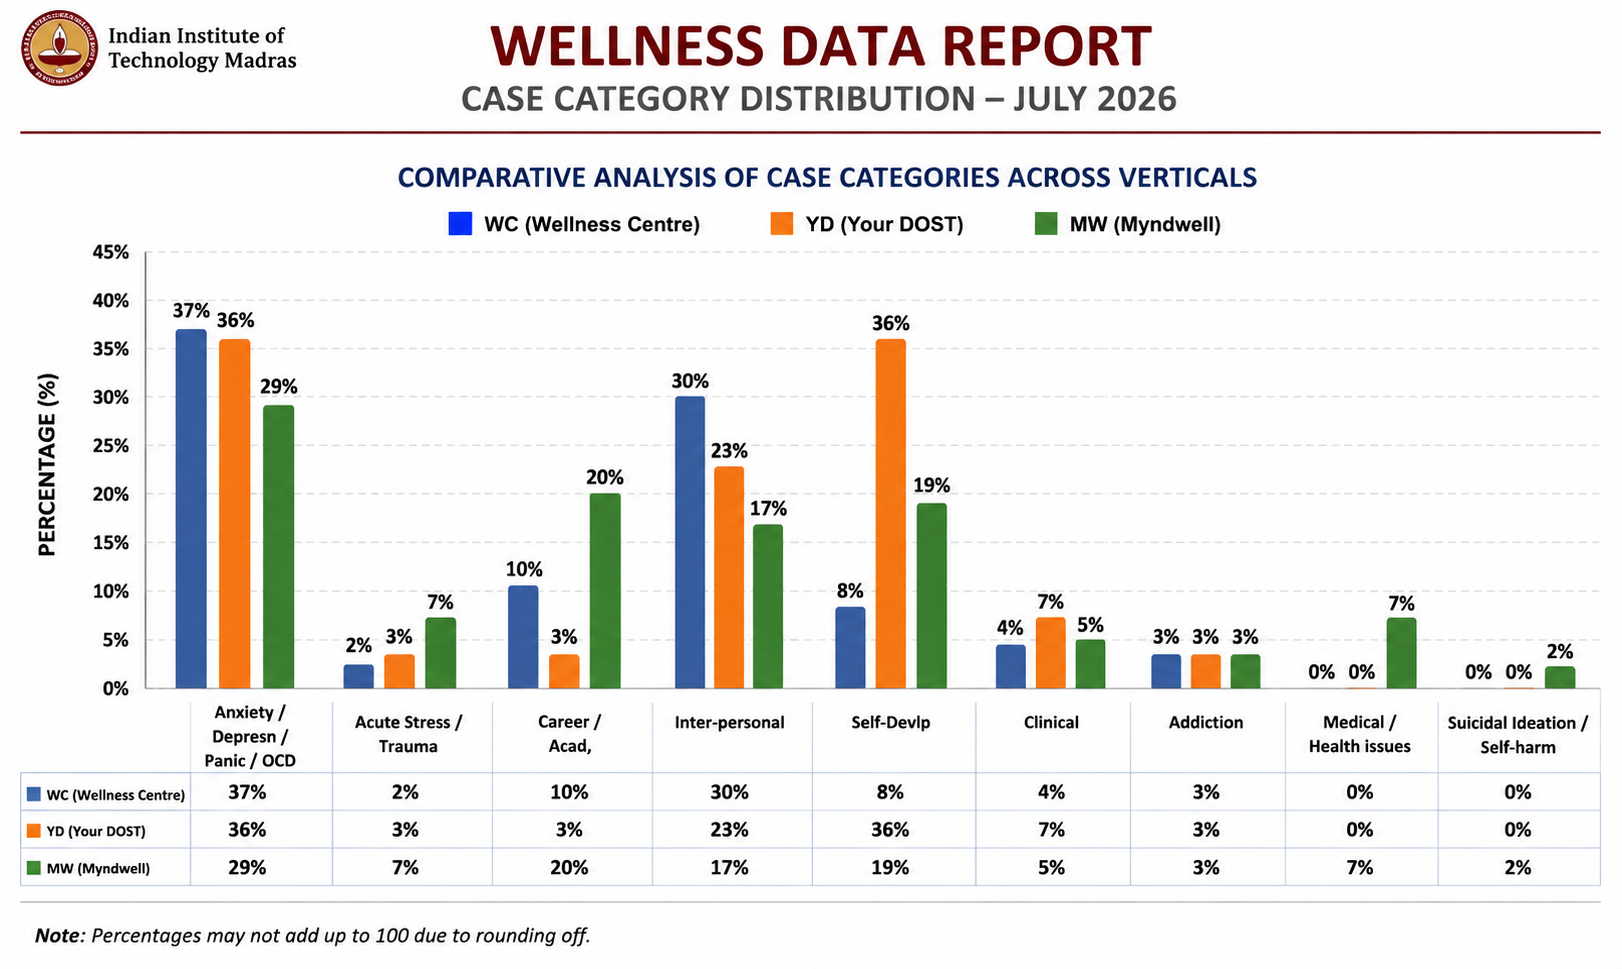 Indian Institute of
Technology Madras
WELLNESS DATA REPORT
CASE CATEGORY DISTRIBUTION – JULY 2026
COMPARATIVE ANALYSIS OF CASE CATEGORIES ACROSS VERTICALS
WC (Wellness Centre) YD (Your DOST) MW (Myndwell)
PERCENTAGE (%)
45%
40%
35%
30%
25%
20%
15%
10%
5%
0%
37% 36% 29%
2% 3% 7%
10% 3% 20%
30% 23% 17%
8% 36% 19%
4% 7% 5%
3% 3% 3%
0% 0% 7%
0% 0% 2%
Anxiety /
Depresn /
Panic / OCD
Acute Stress /
Trauma
Career /
Acad,
Inter-personal
Self-Devlp
Clinical
Addiction
Medical /
Health issues
Suicidal Ideation /
Self-harm
WC (Wellness Centre) 37% 2% 10% 30% 8% 4% 3% 0% 0%
YD (Your DOST) 36% 3% 3% 23% 36% 7% 3% 0% 0%
MW (Myndwell) 29% 7% 20% 17% 19% 5% 3% 7% 2%
Note: Percentages may not add up to 100 due to rounding off.